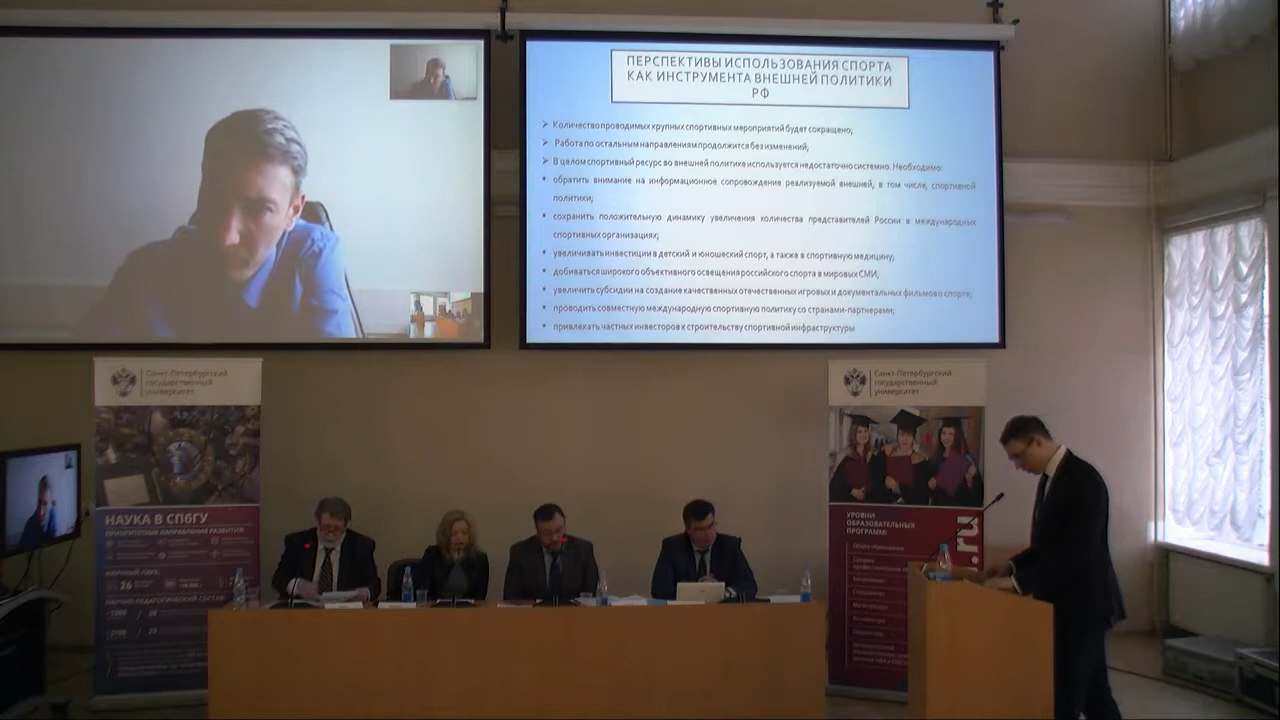 ПЕРСПЕКТИВЫ ИСПОЛЬЗОВАНИЯ СПОРТА
КАК ИНСТРУМЕНТА ВНЕШНЕЙ ПОЛИТИКИ
РФ
Количество проводимых крупных спортивных мероприятий будет сокращено;
Работа по остальным направлениям продолжится без изменений;
В целом спортивный ресурс во внешней политике используется недостаточно системно. Необходимо:
обратить внимание на информационное сопровождение реализуемой внешней, в том числе, спортивной
политики;
сохранить положительную динамику увеличения количества представителей России в международных
спортивных организациях;
увеличивать инвестиции в детский и юношеский спорт, а также в спортивную медицину;
добиваться широкого объективного освещения российского спорта в мировых СМИ;
увеличить субсидии на создание качественных отечественных игровых и документальных фильмов о спорте;
проводить совместную международную спортивную политику со странами-партнерами;
привлекать частных инвесторов к строительству спортивной инфраструктуры
Санкт-Петербургский
государственный
университет
НАУКА В СПБГУ
ПРИОРИТЕТНЫЕ НАПРАВЛЕНИЯ РАЗВИТИЯ
26
Санкт-Петербургский
государственный
университет
УРОВНИ
ОБРАЗОВАТЕЛЬНЫХ
ПРОГРАММ:
.ru